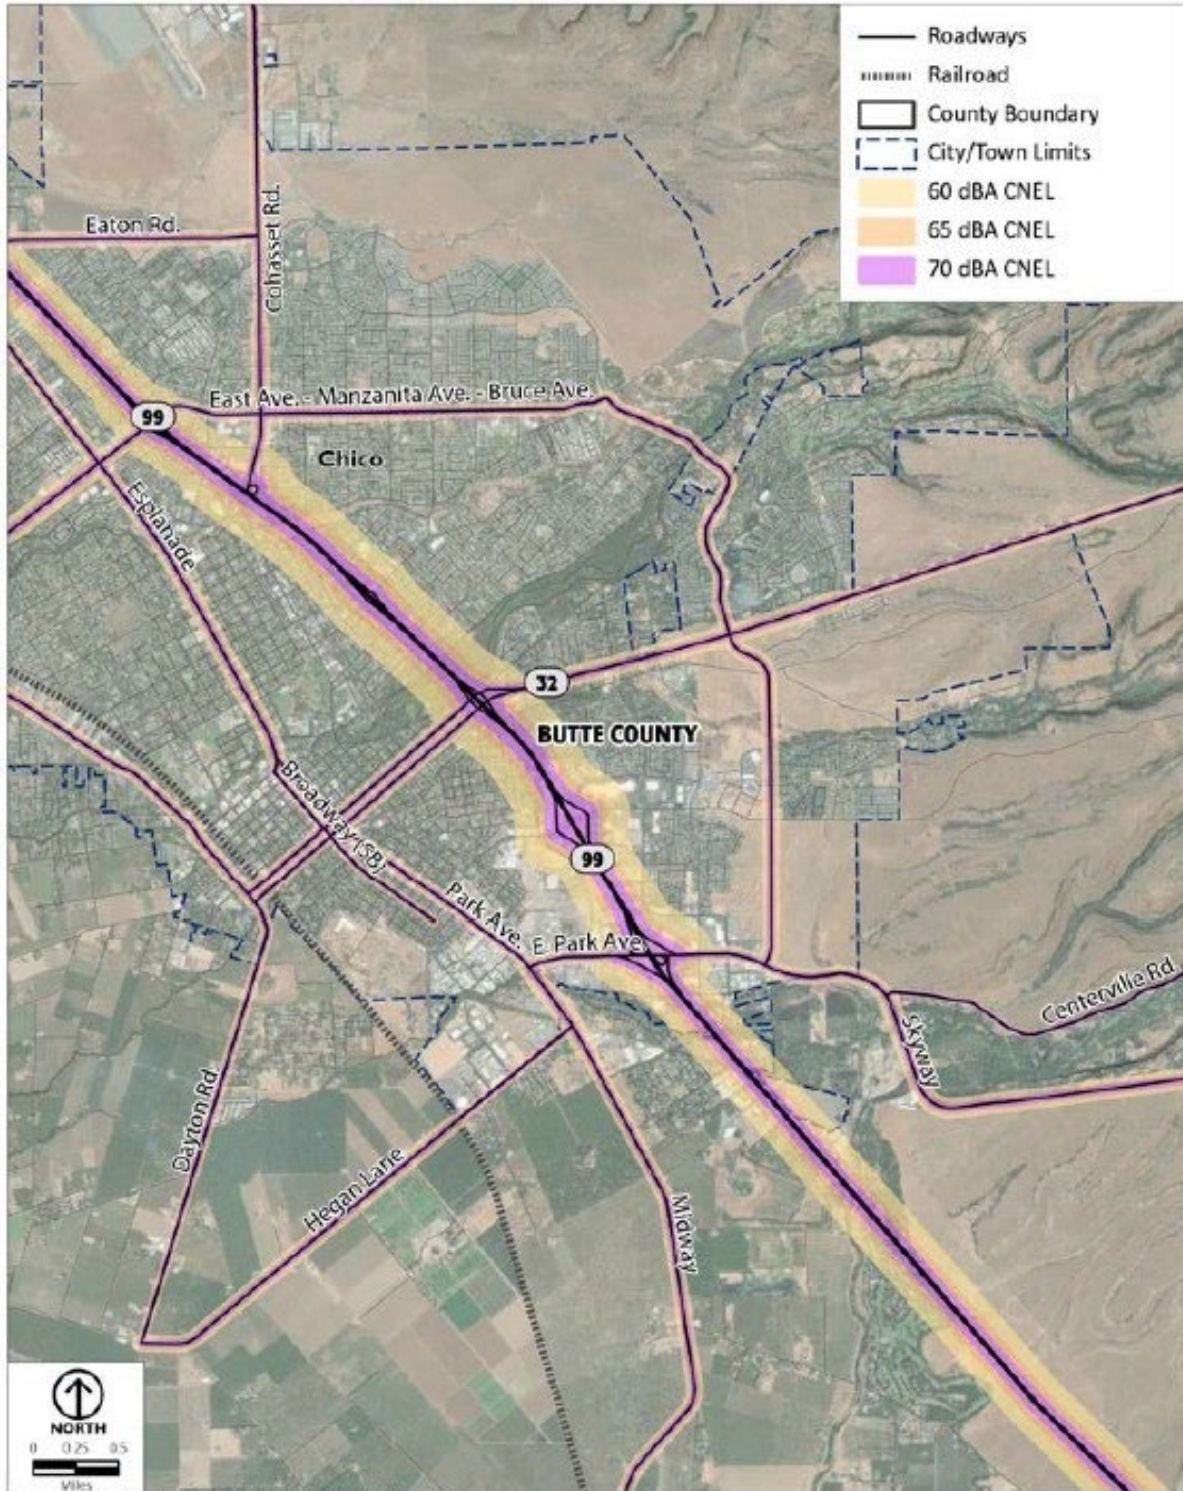 Roadways
Railroad
County Boundary
City/Town Limits
60 dBA CNEL
65 dBA CNEL
70 dBA CNEL
Eaton Rd.
Cohasset Rd.
East Ave. - Manzanita Ave. - Bruce Ave.
99
Chico
Esplanade
32
BUTTE COUNTY
Broadway (SB)
99
Park Ave.
E. Park Ave
Centerville Rd
Skyway
Dayton Rd
Hegan Lane
Midway
NORTH
0 0.25 0.5
Miles